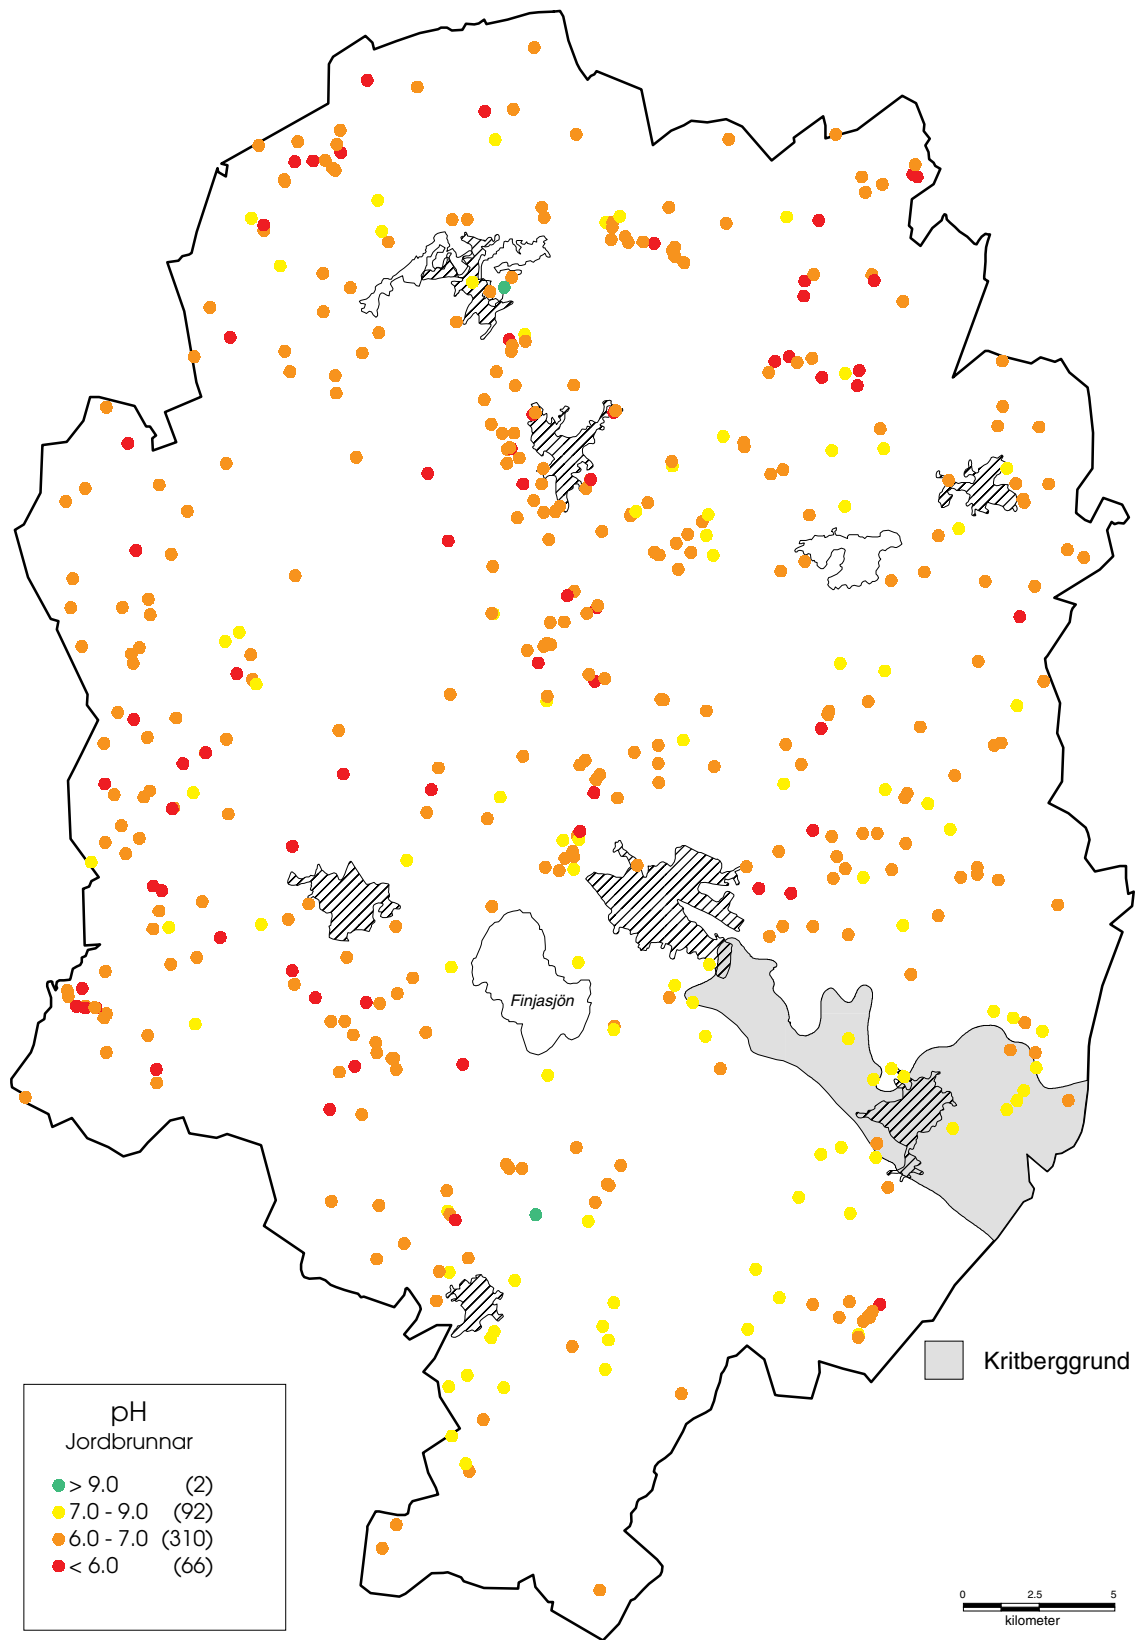 Finjasjön
Kritberggrund
pH
Jordbrunnar
> 9.0 (2)
7.0 - 9.0 (92)
6.0 - 7.0 (310)
< 6.0 (66)
0 2.5 5
kilometer